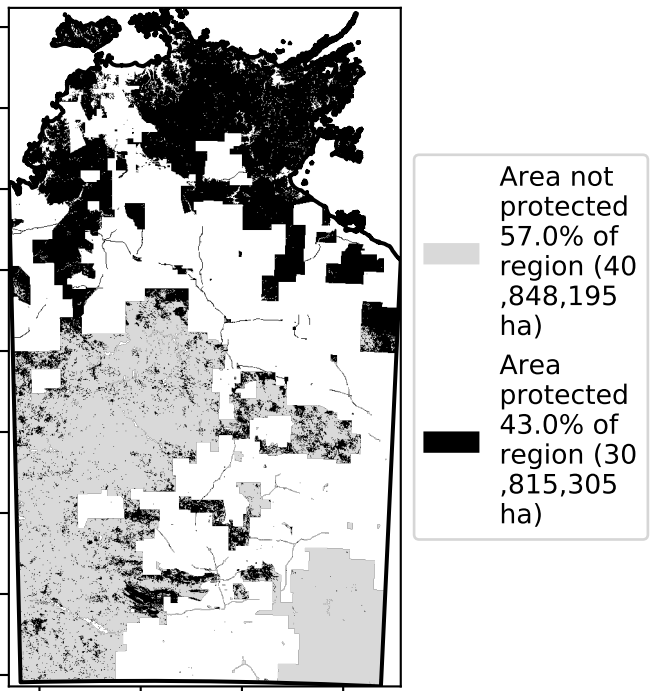 Area not
protected
57.0% of
region (40
,848,195
ha)
Area
protected
43.0% of
region (30
,815,305
ha)